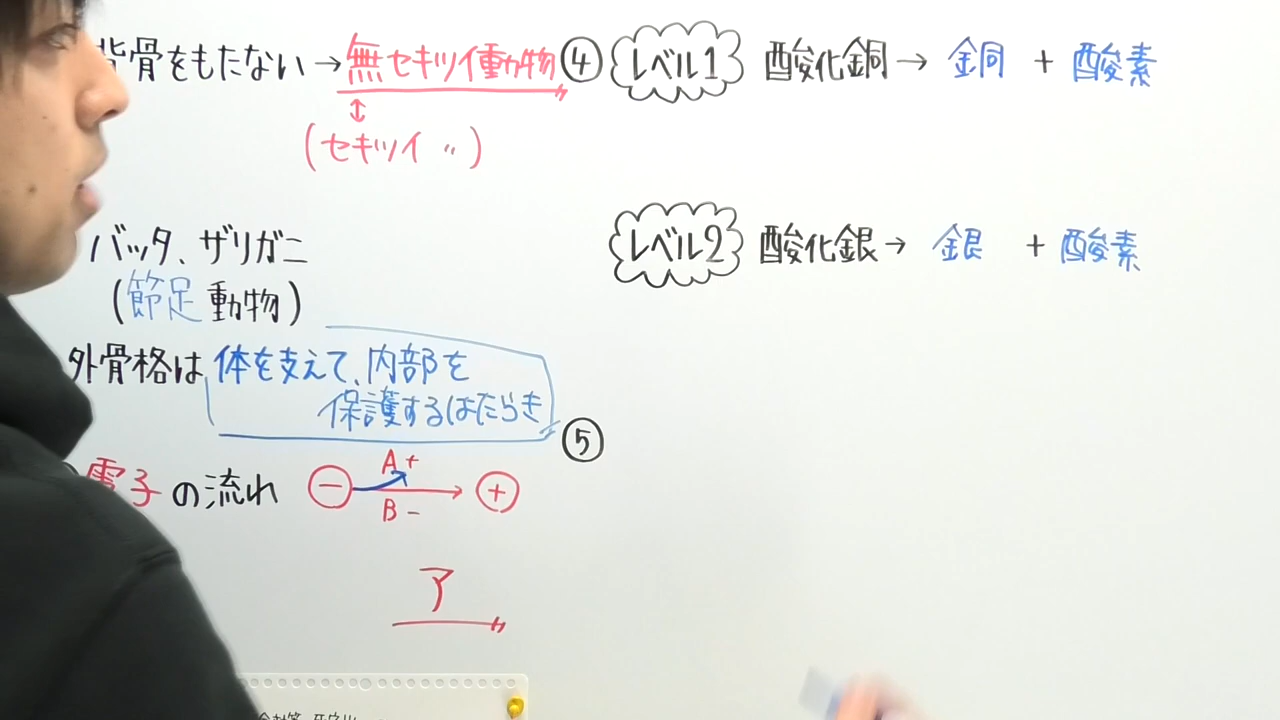 背骨をもたない→無セキツイ動物
(セキツイ 〃)
バッタ、ザリガニ
(節足動物)
外骨格は体を支えて、内部を
保護するはたらき
電子の流れ
⊖ → ⊕
A+
B-
ア
④ レベル1 酸化銅→ 銅 + 酸素
レベル2 酸化銀→ 銀 + 酸素
⑤